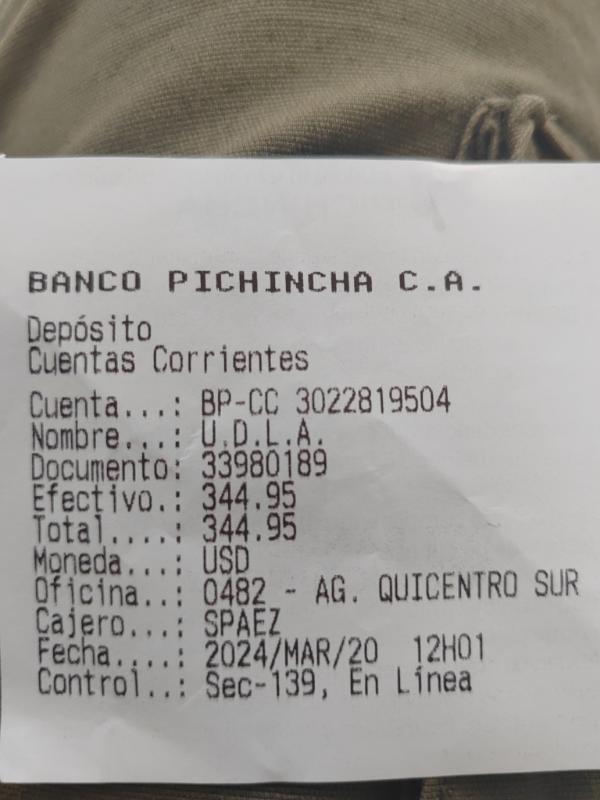 BANCO PICHINCHA C.A.
Depósito
Cuentas Corrientes
Cuenta...: BP-CC 3022819504
Nombre...: U.D.L.A.
Documento: 33980189
Efectivo.: 344.95
Total....: 344.95
Moneda...: USD
Oficina..: 0482 - AG. QUICENTRO SUR
Cajero...: SPAEZ
Fecha....: 2024/MAR/20 12H01
Control..: Sec-139, En Línea